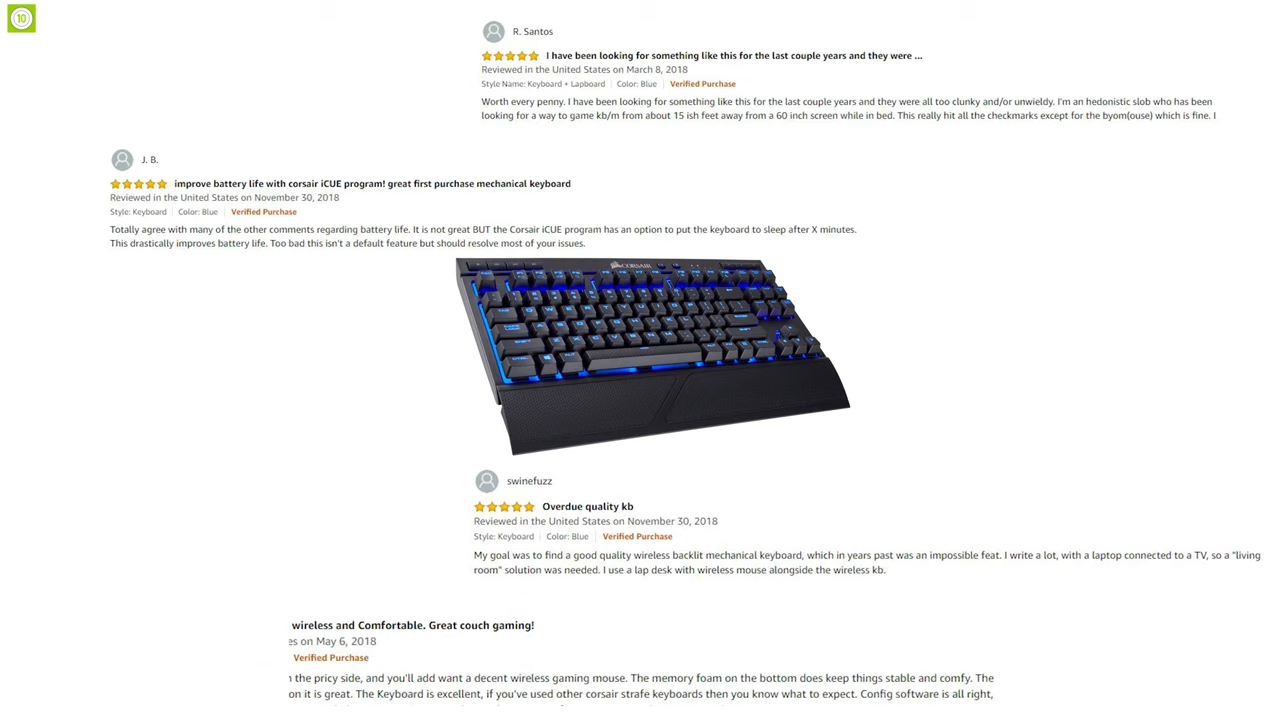 10
R. Santos
I have been looking for something like this for the last couple years and they were ...
Reviewed in the United States on March 8, 2018
Style Name: Keyboard + Lapboard | Color: Blue | Verified Purchase
Worth every penny. I have been looking for something like this for the last couple years and they were all too clunky and/or unwieldy. I'm an hedonistic slob who has been
looking for a way to game kb/m from about 15 ish feet away from a 60 inch screen while in bed. This really hit all the checkmarks except for the byom(ouse) which is fine. I
J. B.
improve battery life with corsair iCUE program! great first purchase mechanical keyboard
Reviewed in the United States on November 30, 2018
Style: Keyboard | Color: Blue | Verified Purchase
Totally agree with many of the other comments regarding battery life. It is not great BUT the Corsair iCUE program has an option to put the keyboard to sleep after X minutes.
This drastically improves battery life. Too bad this isn't a default feature but should resolve most of your issues.
CORSAIR
swinefuzz
Overdue quality kb
Reviewed in the United States on November 30, 2018
Style: Keyboard | Color: Blue | Verified Purchase
My goal was to find a good quality wireless backlit mechanical keyboard, which in years past was an impossible feat. I write a lot, with a laptop connected to a TV, so a "living
room" solution was needed. I use a lap desk with wireless mouse alongside the wireless kb.
wireless and Comfortable. Great couch gaming!
es on May 6, 2018
Verified Purchase
the pricy side, and you'll add want a decent wireless gaming mouse. The memory foam on the bottom does keep things stable and comfy. The
on it is great. The Keyboard is excellent, if you've used other corsair strafe keyboards then you know what to expect. Config software is all right,